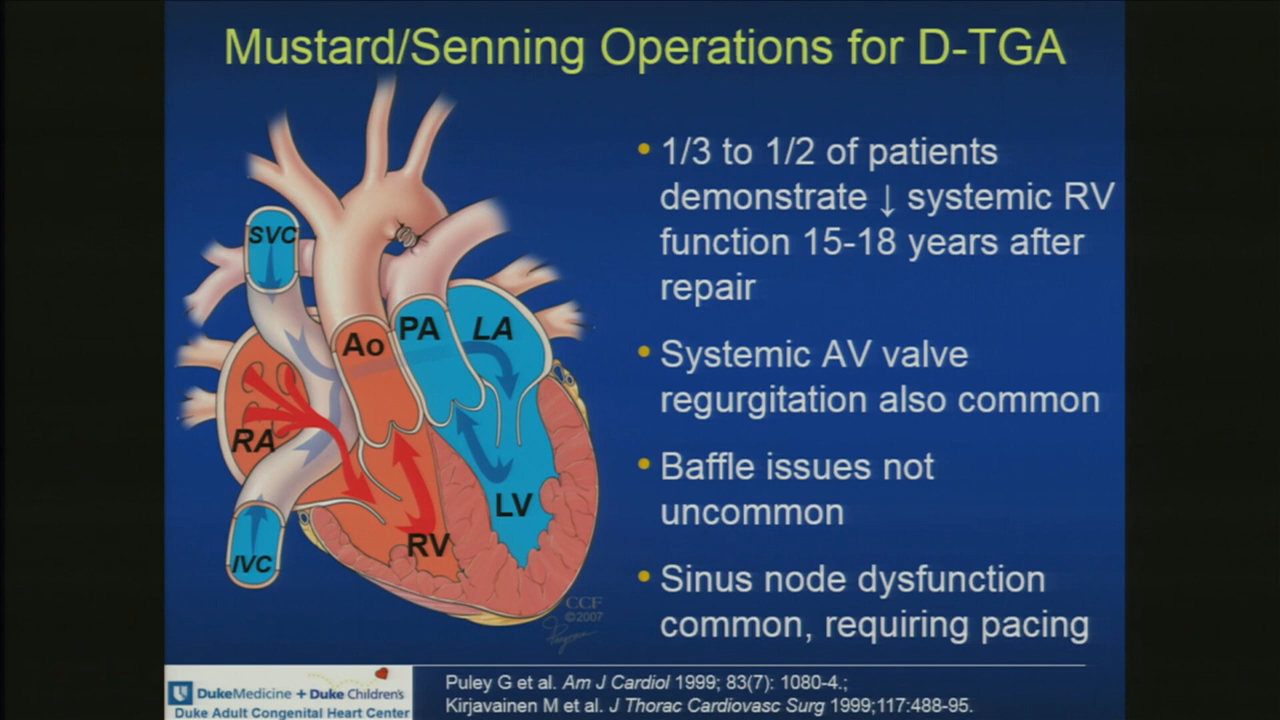 Mustard/Senning Operations for D-TGA
SVC
Ao
PA
LA
RA
LV
RV
IVC
CCF
©2007
• 1/3 to 1/2 of patients
demonstrate ↓ systemic RV
function 15-18 years after
repair
• Systemic AV valve
regurgitation also common
• Baffle issues not
uncommon
• Sinus node dysfunction
common, requiring pacing
DukeMedicine + Duke Children's
Duke Adult Congenital Heart Center
Puley G et al. Am J Cardiol 1999; 83(7): 1080-4.;
Kirjavainen M et al. J Thorac Cardiovasc Surg 1999;117:488-95.